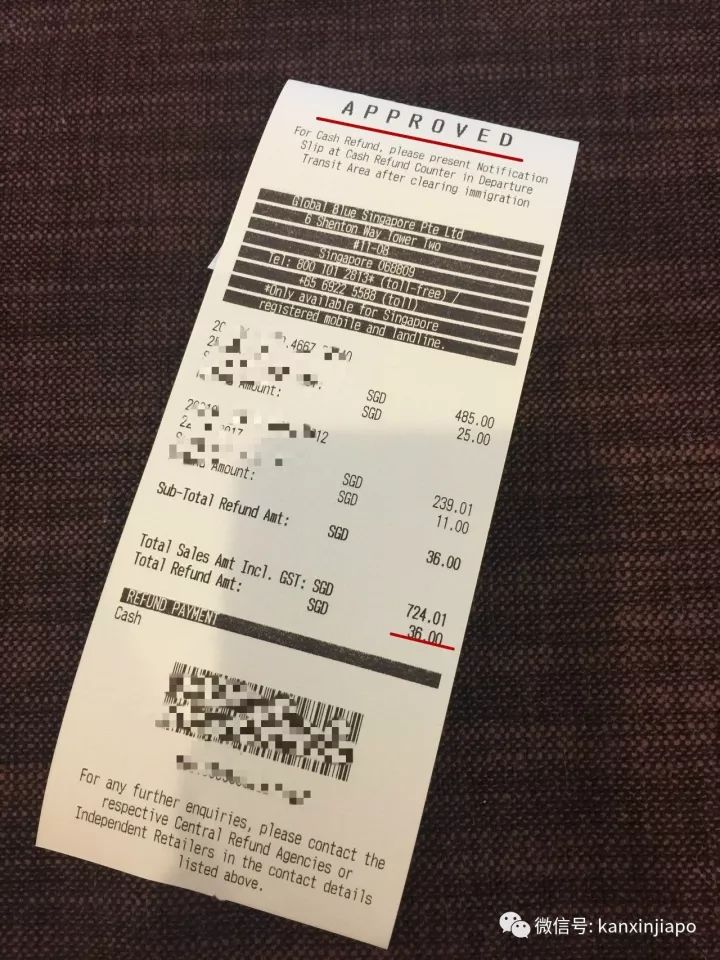 APPROVED
For Cash Refund, please present Notification
Slip at Cash Refund Counter in Departure
Transit Area after clearing immigration
Global Blue Singapore Pte Ltd
6 Shenton Way Tower Two
#11-08
Singapore 068809
Tel: 800 101 2813* (toll-free) /
+65 6922 5588 (toll)
*Only available for Singapore
registered mobile and landline.
SGD 485.00
Amount: SGD 25.00
SGD 239.01
Amount: SGD 11.00
Sub-Total Refund Amt: SGD 36.00
Total Sales Amt Incl. GST: SGD 724.01
Total Refund Amt: SGD 36.00
REFUND PAYMENT
Cash
For any further enquiries, please contact the
respective Central Refund Agencies or
Independent Retailers in the contact details
listed above.
微信号: kanxinjiapo